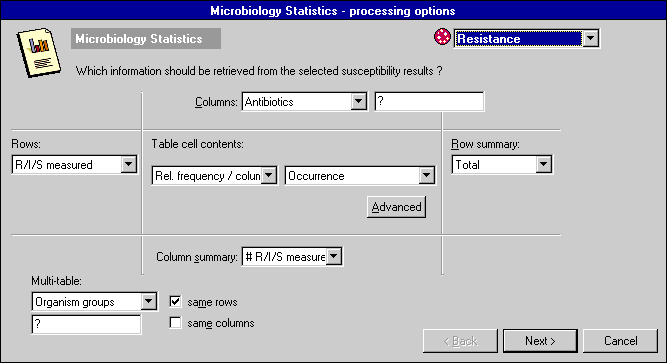 Microbiology Statistics - processing options
Microbiology Statistics
Resistance
Which information should be retrieved from the selected susceptibility results ?
Columns: Antibiotics ?
Rows:
R/I/S measured
Table cell contents:
Rel. frequency / colun Occurrence
Advanced
Row summary:
Total
Column summary: # R/I/S measure
Multi-table:
Organism groups
?
same rows
same columns
< Back Next > Cancel